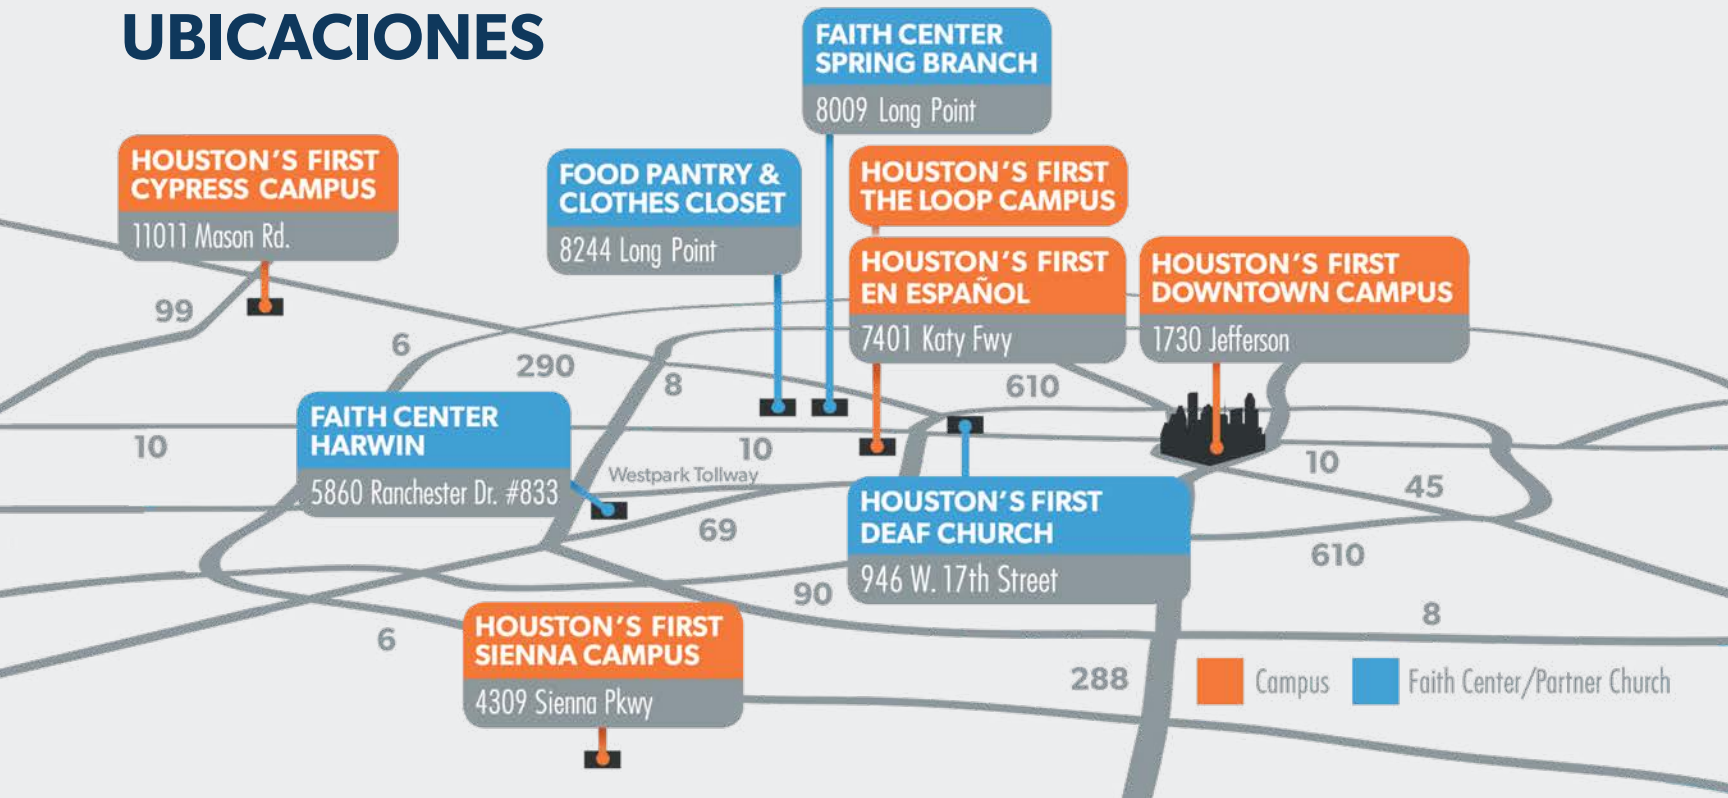 UBICACIONES
FAITH CENTER
SPRING BRANCH
8009 Long Point
HOUSTON'S FIRST
CYPRESS CAMPUS
11011 Mason Rd.
FOOD PANTRY &
CLOTHES CLOSET
8244 Long Point
HOUSTON'S FIRST
THE LOOP CAMPUS
HOUSTON'S FIRST
EN ESPAÑOL
7401 Katy Fwy
HOUSTON'S FIRST
DOWNTOWN CAMPUS
1730 Jefferson
99
6
290
8
610
FAITH CENTER
HARWIN
5860 Ranchester Dr. #833
10
10
Westpark Tollway
10
45
69
HOUSTON'S FIRST
DEAF CHURCH
946 W. 17th Street
610
90
8
6
HOUSTON'S FIRST
SIENNA CAMPUS
4309 Sienna Pkwy
288
Campus
Faith Center/Partner Church